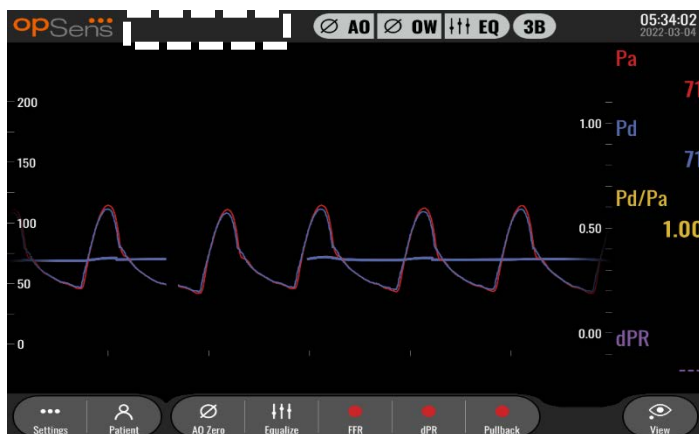 opSens
AO OW EQ 3B
05:34:02
2022-03-04
Pa
71
200
1.00
Pd
71
150
Pd/Pa
1.00
100
0.50
50
0
0.00
dPR
---
Settings Patient AO Zero Equalize FFR dPR Pullback View